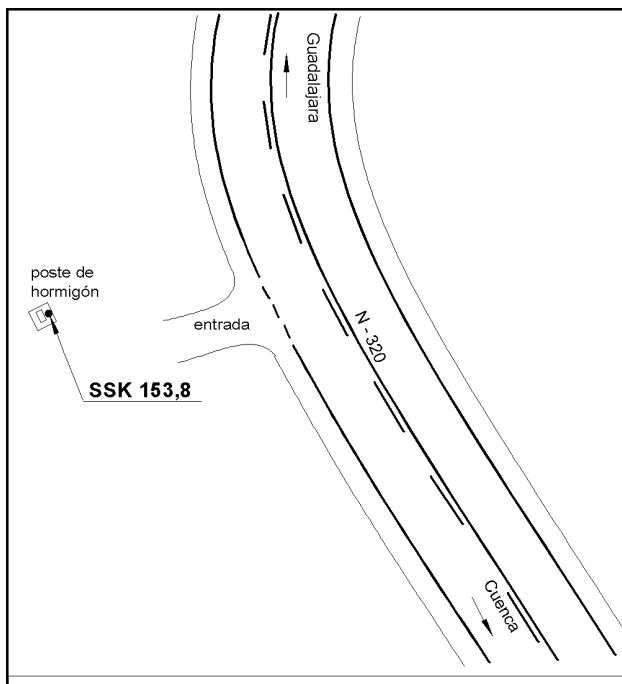 Guadalajara
poste de
hormigón
entrada
N - 320
SSK 153,8
Cuenca